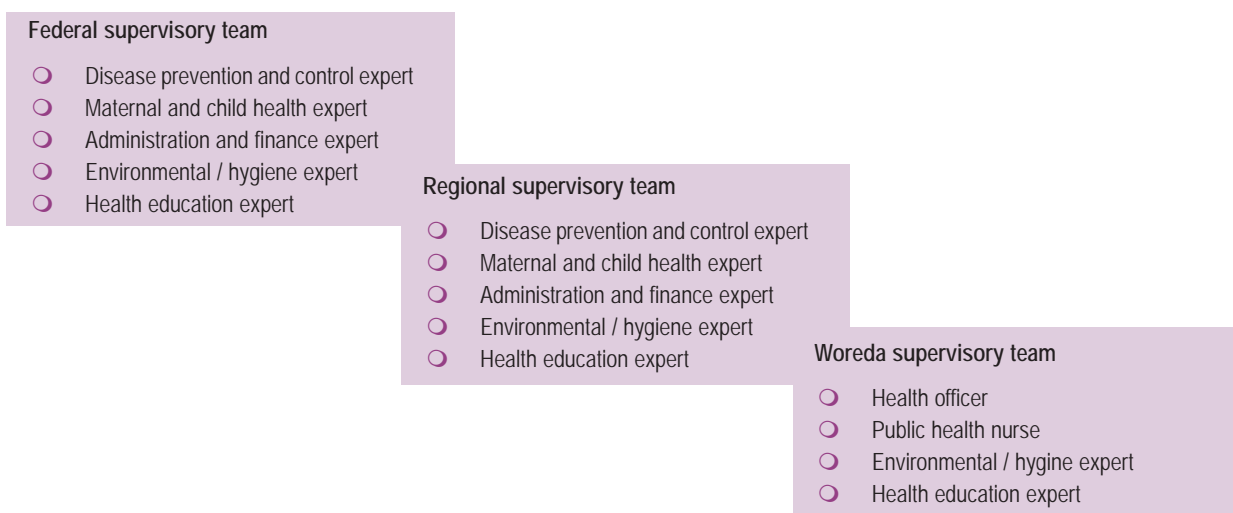 Federal supervisory team
❍ Disease prevention and control expert
❍ Maternal and child health expert
❍ Administration and finance expert
❍ Environmental / hygiene expert
❍ Health education expert
Regional supervisory team
❍ Disease prevention and control expert
❍ Maternal and child health expert
❍ Administration and finance expert
❍ Environmental / hygiene expert
❍ Health education expert
Woreda supervisory team
❍ Health officer
❍ Public health nurse
❍ Environmental / hygine expert
❍ Health education expert